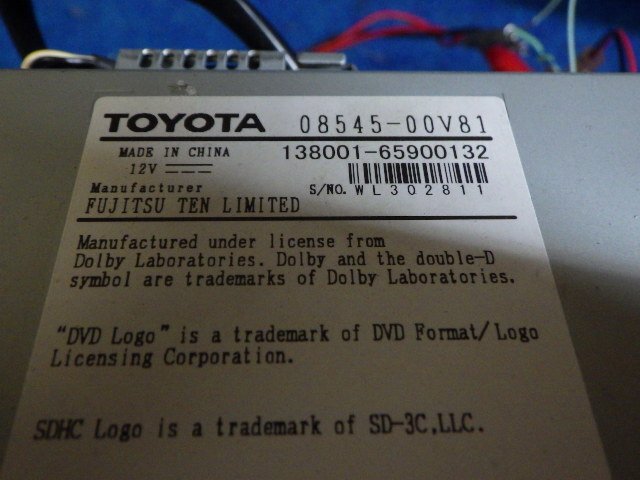 TOYOTA 08545-00V81
MADE IN CHINA 138001-65900132
12V
Manufacturer S/NO. WL302811
FUJITSU TEN LIMITED
Manufactured under license from
Dolby Laboratories. Dolby and the double-D
symbol are trademarks of Dolby Laboratories.
"DVD Logo" is a trademark of DVD Format/Logo
Licensing Corporation.
SDHC Logo is a trademark of SD-3C,LLC.